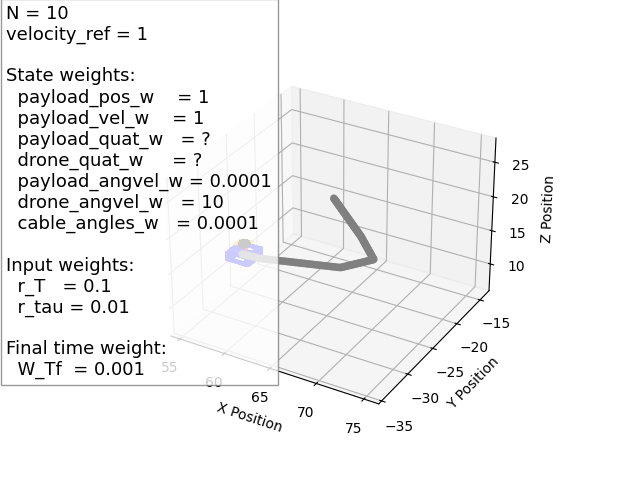 N = 10
velocity_ref = 1
State weights:
payload_pos_w = 1
payload_vel_w = 1
payload_quat_w = ?
drone_quat_w = ?
payload_angvel_w = 0.0001
drone_angvel_w = 10
cable_angles_w = 0.0001
Input weights:
r_T = 0.1
r_tau = 0.01
Final time weight:
W_Tf = 0.001
55
60
65
70
75
X Position
−35
−30
−25
−20
−15
Y Position
10
15
20
25
Z Position